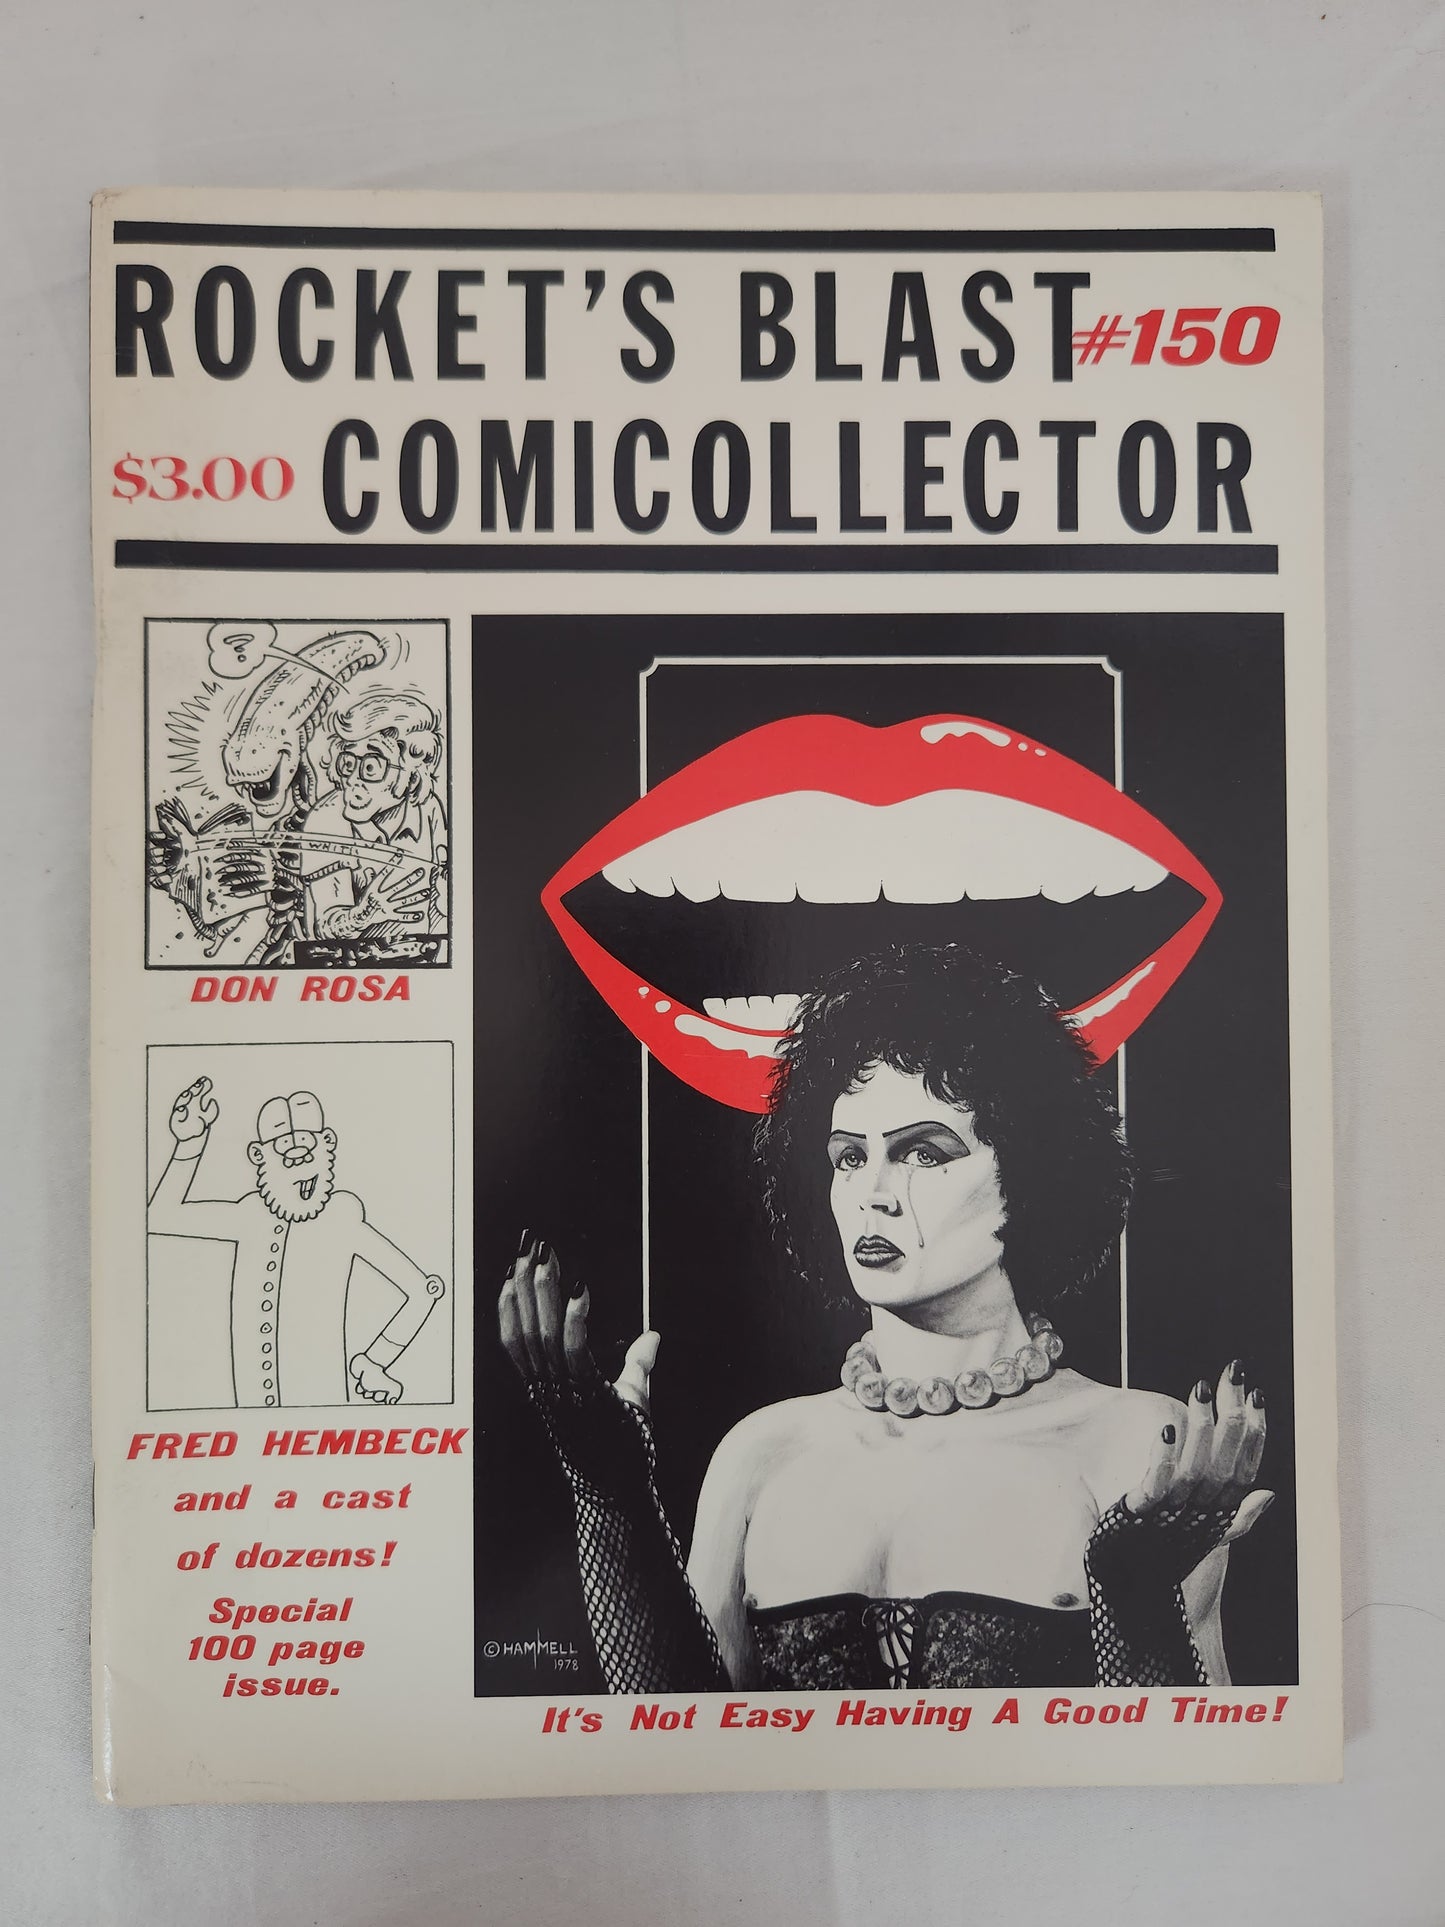 ROCKET'S BLAST #150
$3.00 COMICOLLECTOR
?
DON ROSA
FRED HEMBECK
and a cast
of dozens!
Special
100 page
issue.
© HAMMELL
1978
It's Not Easy Having A Good Time!